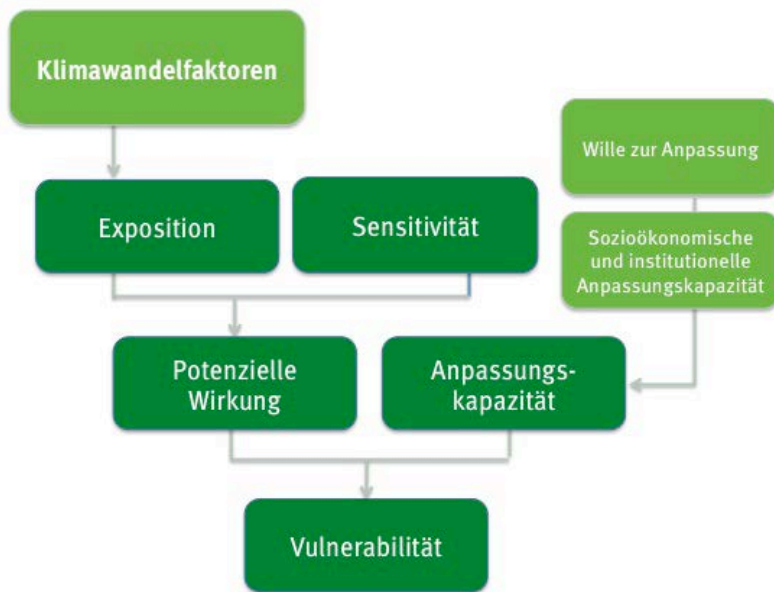 Klimawandelfaktoren
Wille zur Anpassung
Exposition
Sensitivität
Sozioökonomische
und institutionelle
Anpassungskapazität
Potenzielle
Wirkung
Anpassungs-
kapazität
Vulnerabilität